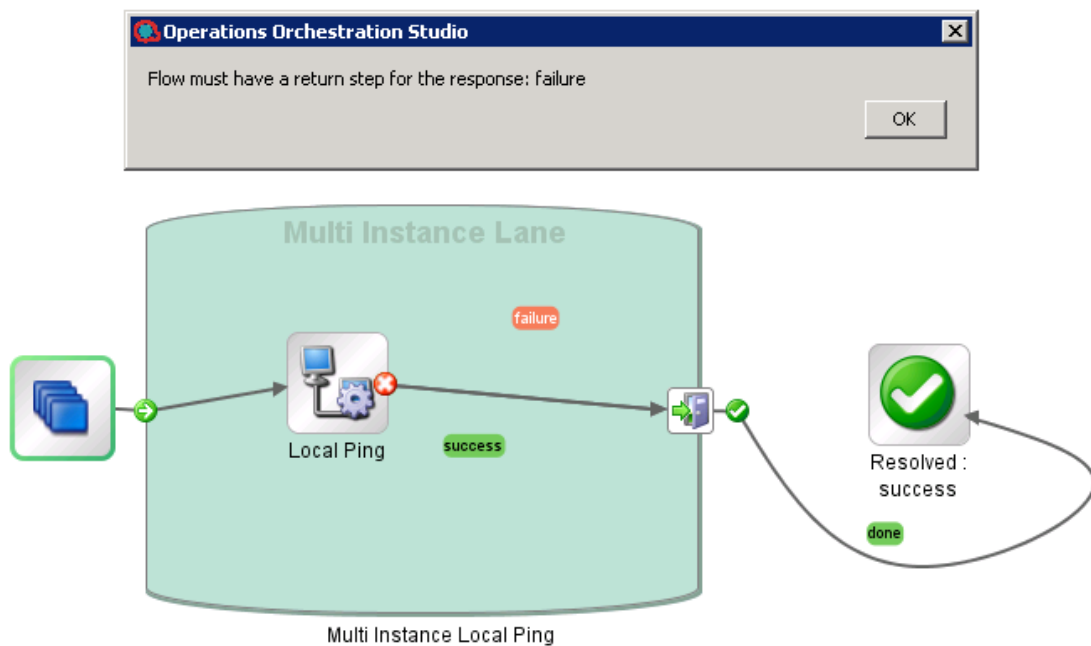 Operations Orchestration Studio
Flow must have a return step for the response: failure
OK
Multi Instance Lane
failure
Local Ping
success
Resolved :
success
done
Multi Instance Local Ping